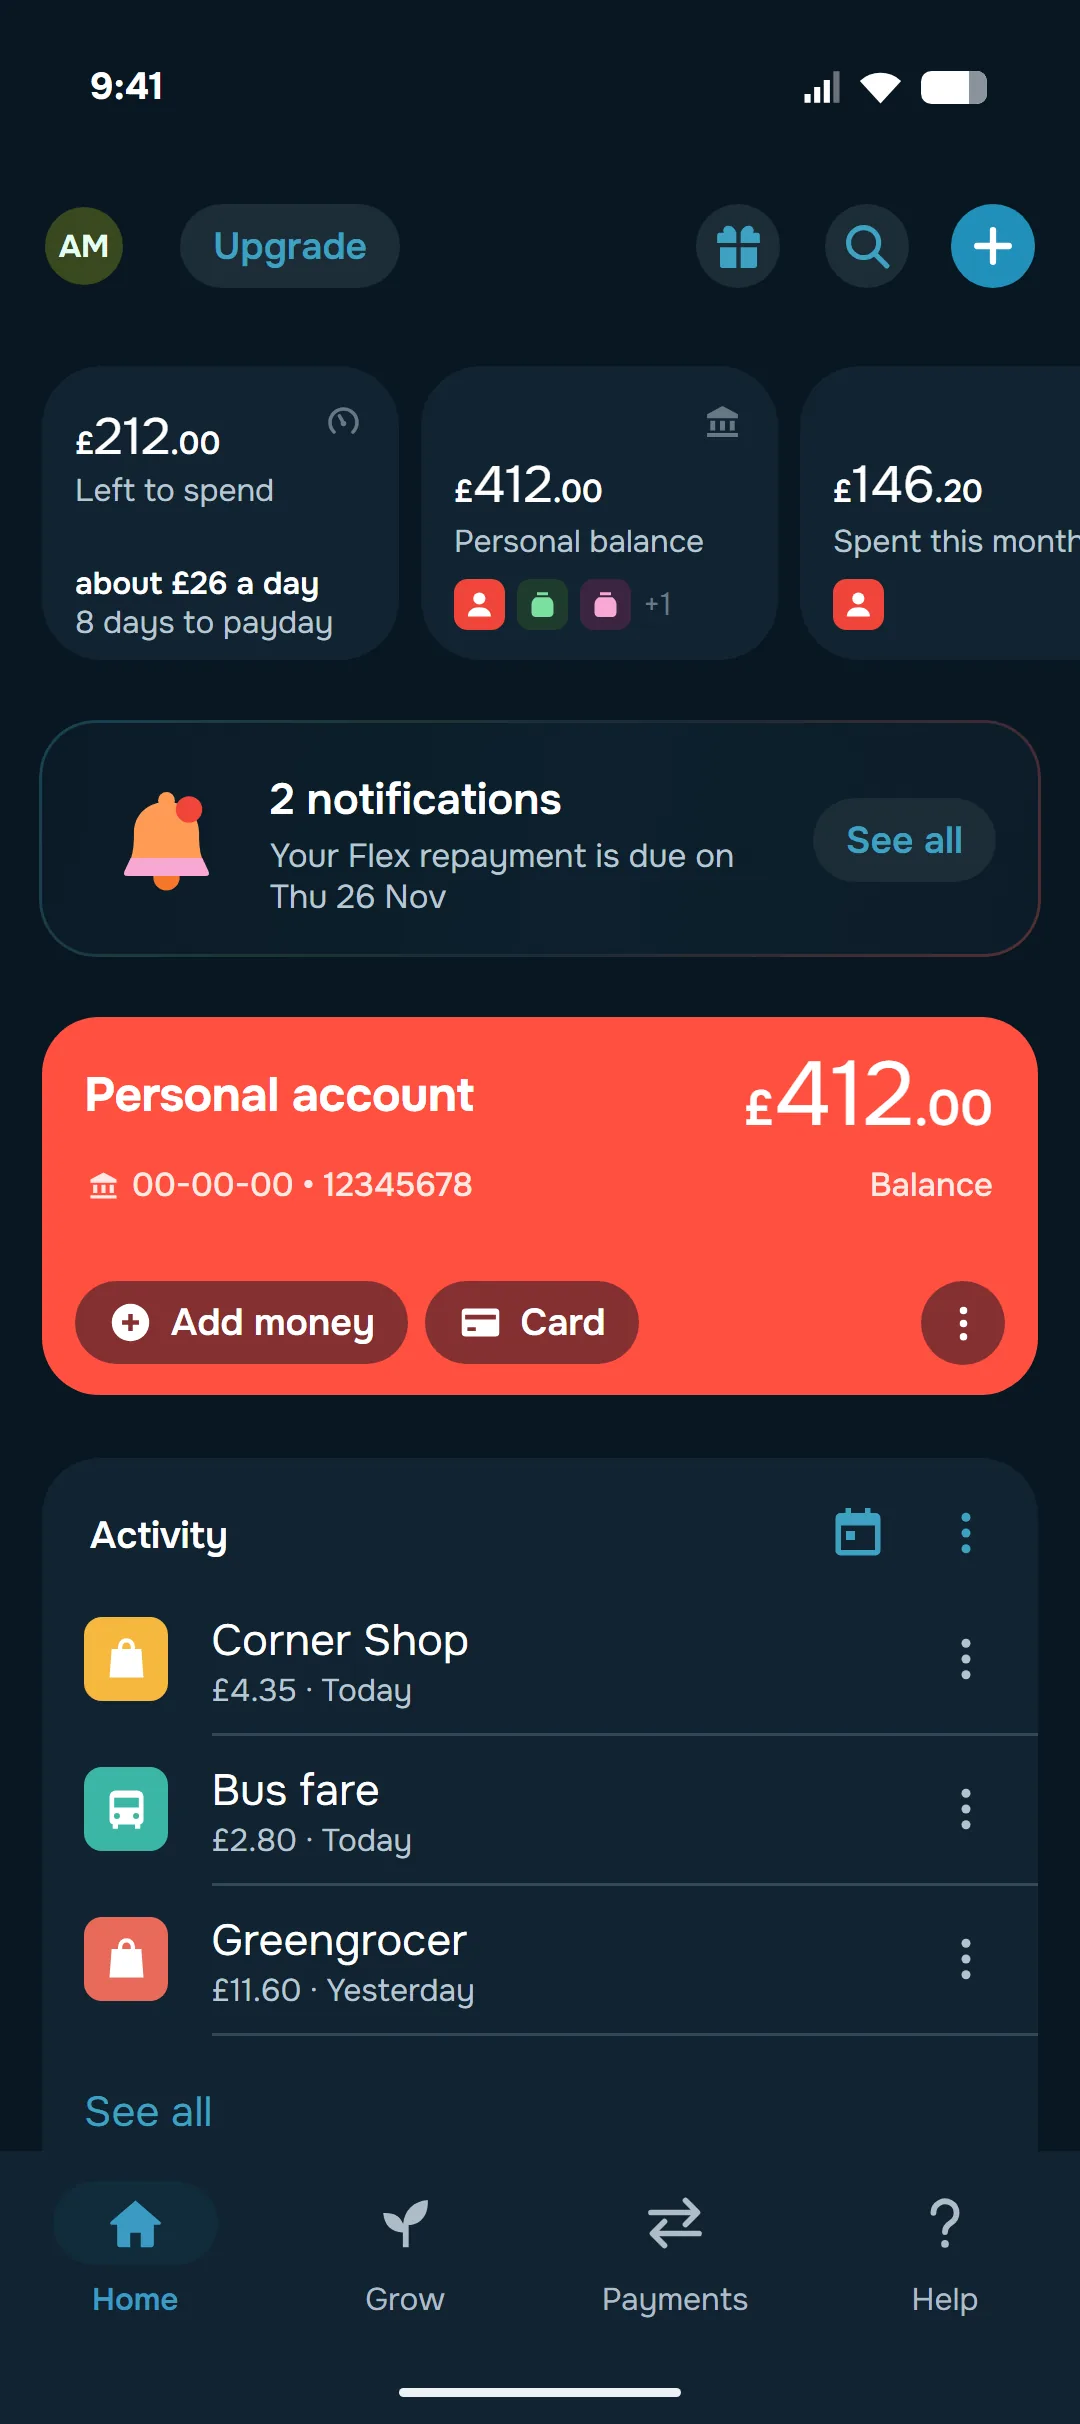 9:41
AM
Upgrade
£212.00
Left to spend
about £26 a day
8 days to payday
£412.00
Personal balance
+1
£146.20
Spent this month
2 notifications
Your Flex repayment is due on
Thu 26 Nov
See all
Personal account
£412.00
00-00-00 • 12345678
Balance
Add money
Card
Activity
Corner Shop
£4.35 · Today
Bus fare
£2.80 · Today
Greengrocer
£11.60 · Yesterday
See all
Home
Grow
Payments
Help